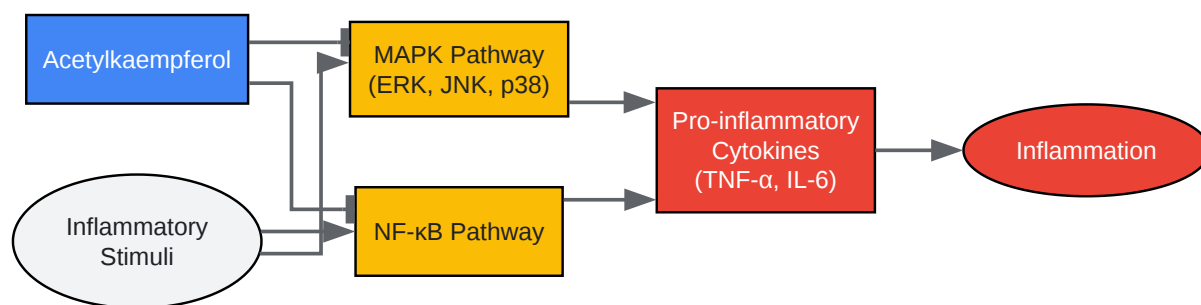 Acetylkaempferol
MAPK Pathway
(ERK, JNK, p38)
Pro-inflammatory
Cytokines
(TNF-α, IL-6)
Inflammation
Inflammatory
Stimuli
NF-κB Pathway